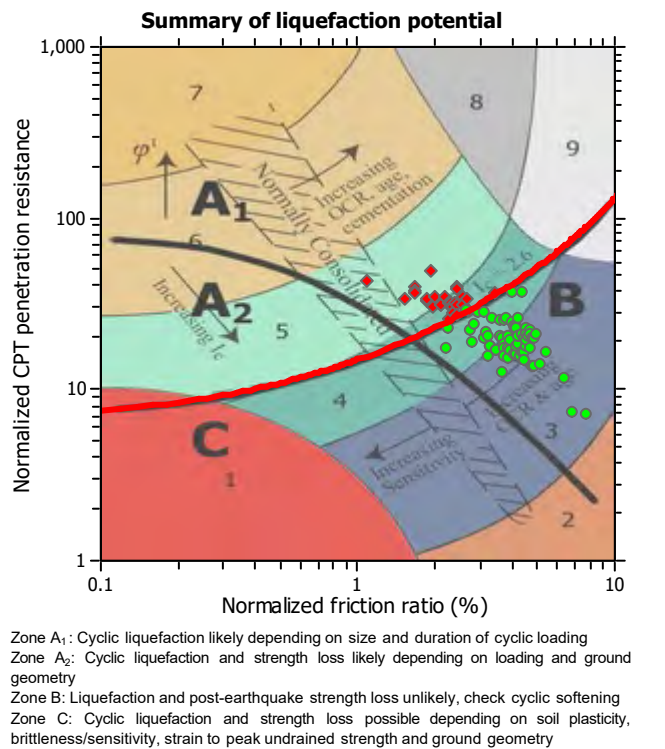 Summary of liquefaction potential
1,000
100
10
1
Normalized CPT penetration resistance
7
8
9
φ'
Increasing
OCR, age,
cementation
Normally Consolidated
A₁
6
A₂
Increasing Ic
5
Ic = 2.6
B
4
Increasing
OCR & age
3
Increasing
Sensitivity
C
1
2
0.1
1
10
Normalized friction ratio (%)
Zone A₁: Cyclic liquefaction likely depending on size and duration of cyclic loading
Zone A₂: Cyclic liquefaction and strength loss likely depending on loading and ground
geometry
Zone B: Liquefaction and post-earthquake strength loss unlikely, check cyclic softening
Zone C: Cyclic liquefaction and strength loss possible depending on soil plasticity,
brittleness/sensitivity, strain to peak undrained strength and ground geometry